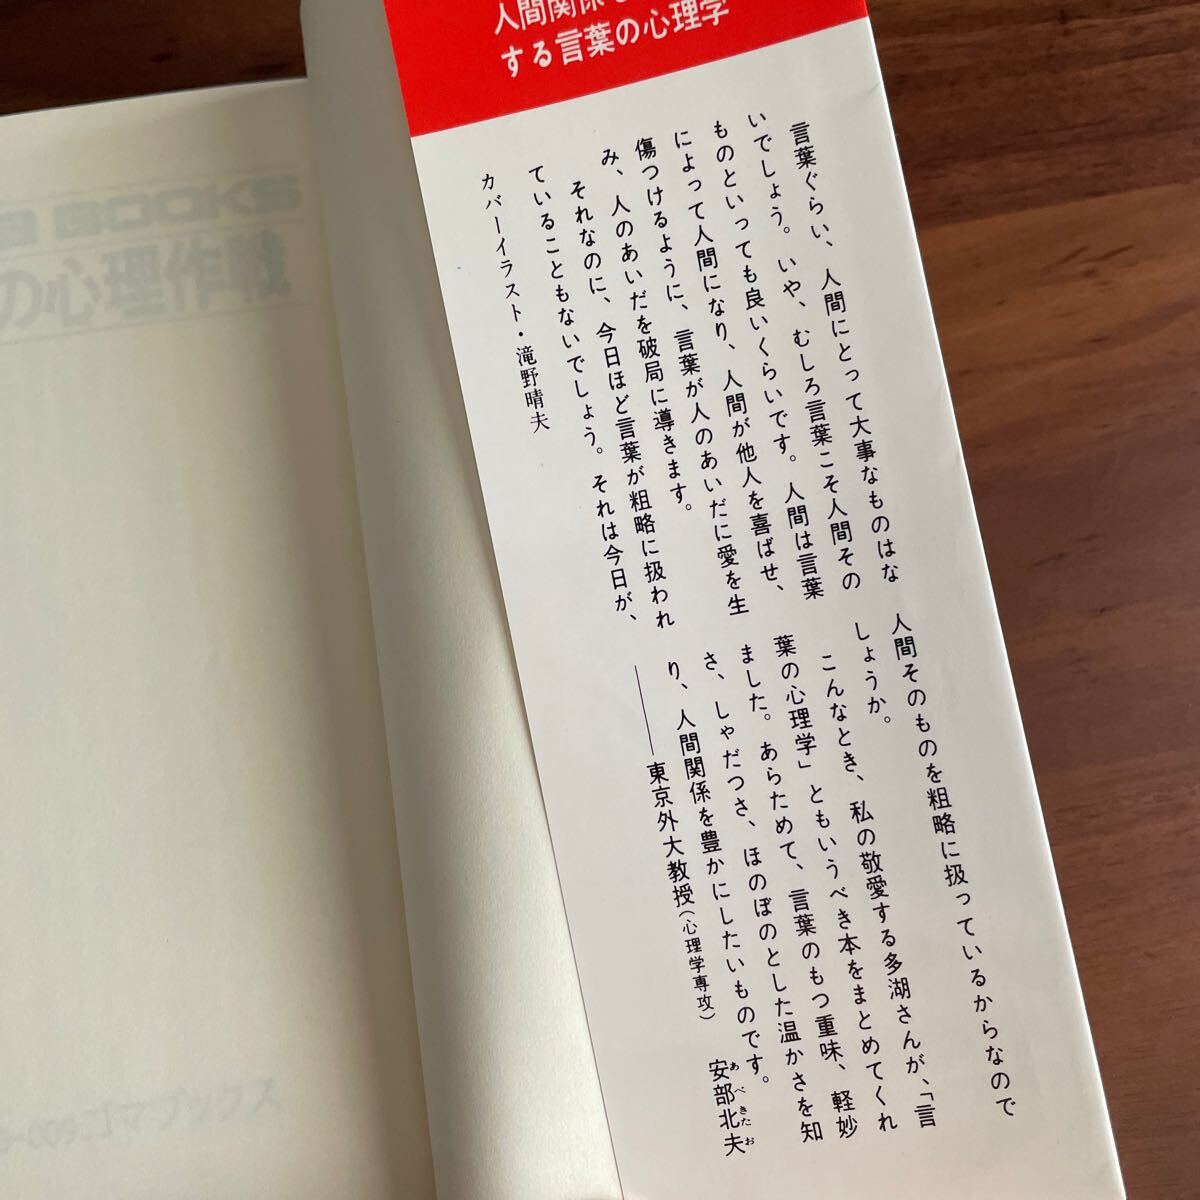 する言葉の心理学
言葉ぐらい、人間にとって大事なものはな
いでしょう。いや、むしろ言葉こそ人間その
ものといっても良いくらいです。人間は言葉
によって人間になり、人間が他人を喜ばせ、
傷つけるように、言葉が人のあいだに愛を生
み、人のあいだを破局に導きます。
それなのに、今日ほど言葉が粗略に扱われ
ていることもないでしょう。それは今日が、
人間そのものを粗略に扱っているからなので
しょうか。
こんなとき、私の敬愛する多湖さんが、「言
葉の心理学」ともいうべき本をまとめてくれ
ました。あらためて、言葉のもつ重味、軽妙
さ、しゃだつさ、ほのぼのとした温かさを知
り、人間関係を豊かにしたいものです。
——東京外大教授(心理学専攻) 安部北夫
あべきたお
カバーイラスト・滝野晴夫
BOOKS
の心理作戦
ゴマブックス